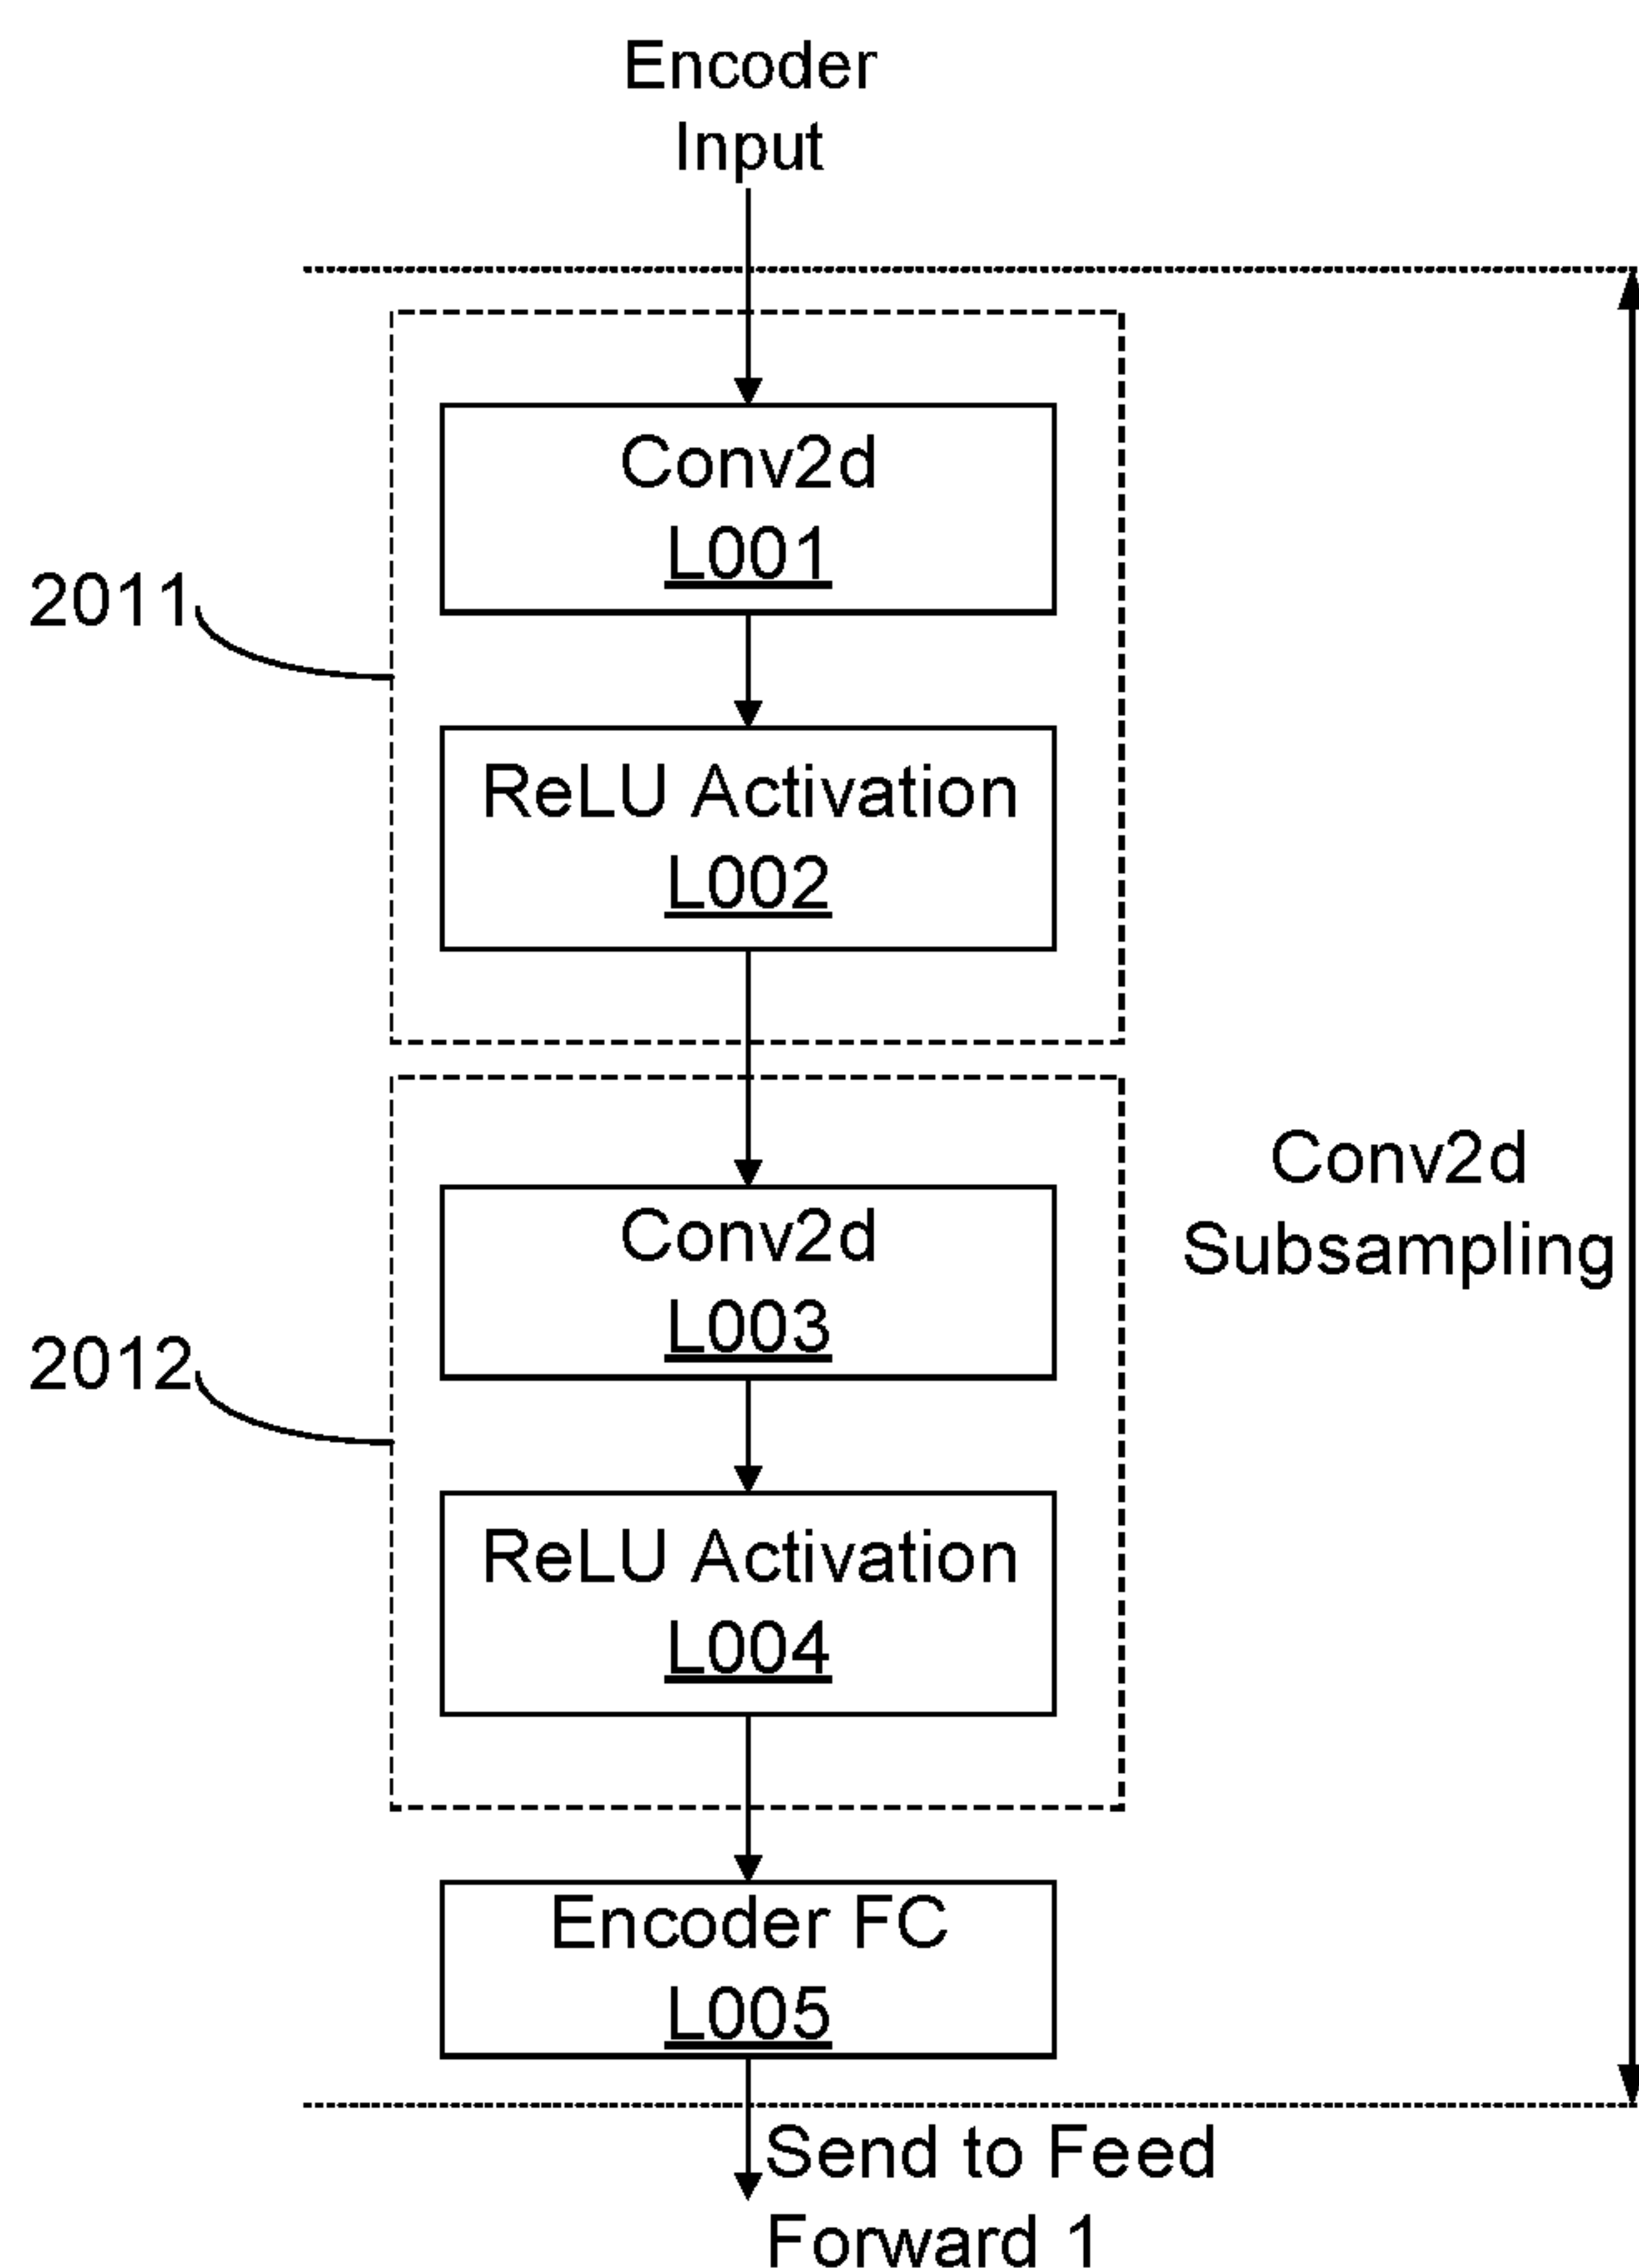 Encoder
Input
Conv2d
L001
2011
ReLU Activation
L002
Conv2d
Subsampling
Conv2d
L003
2012
ReLU Activation
L004
Encoder FC
L005
Send to Feed
Forward 1